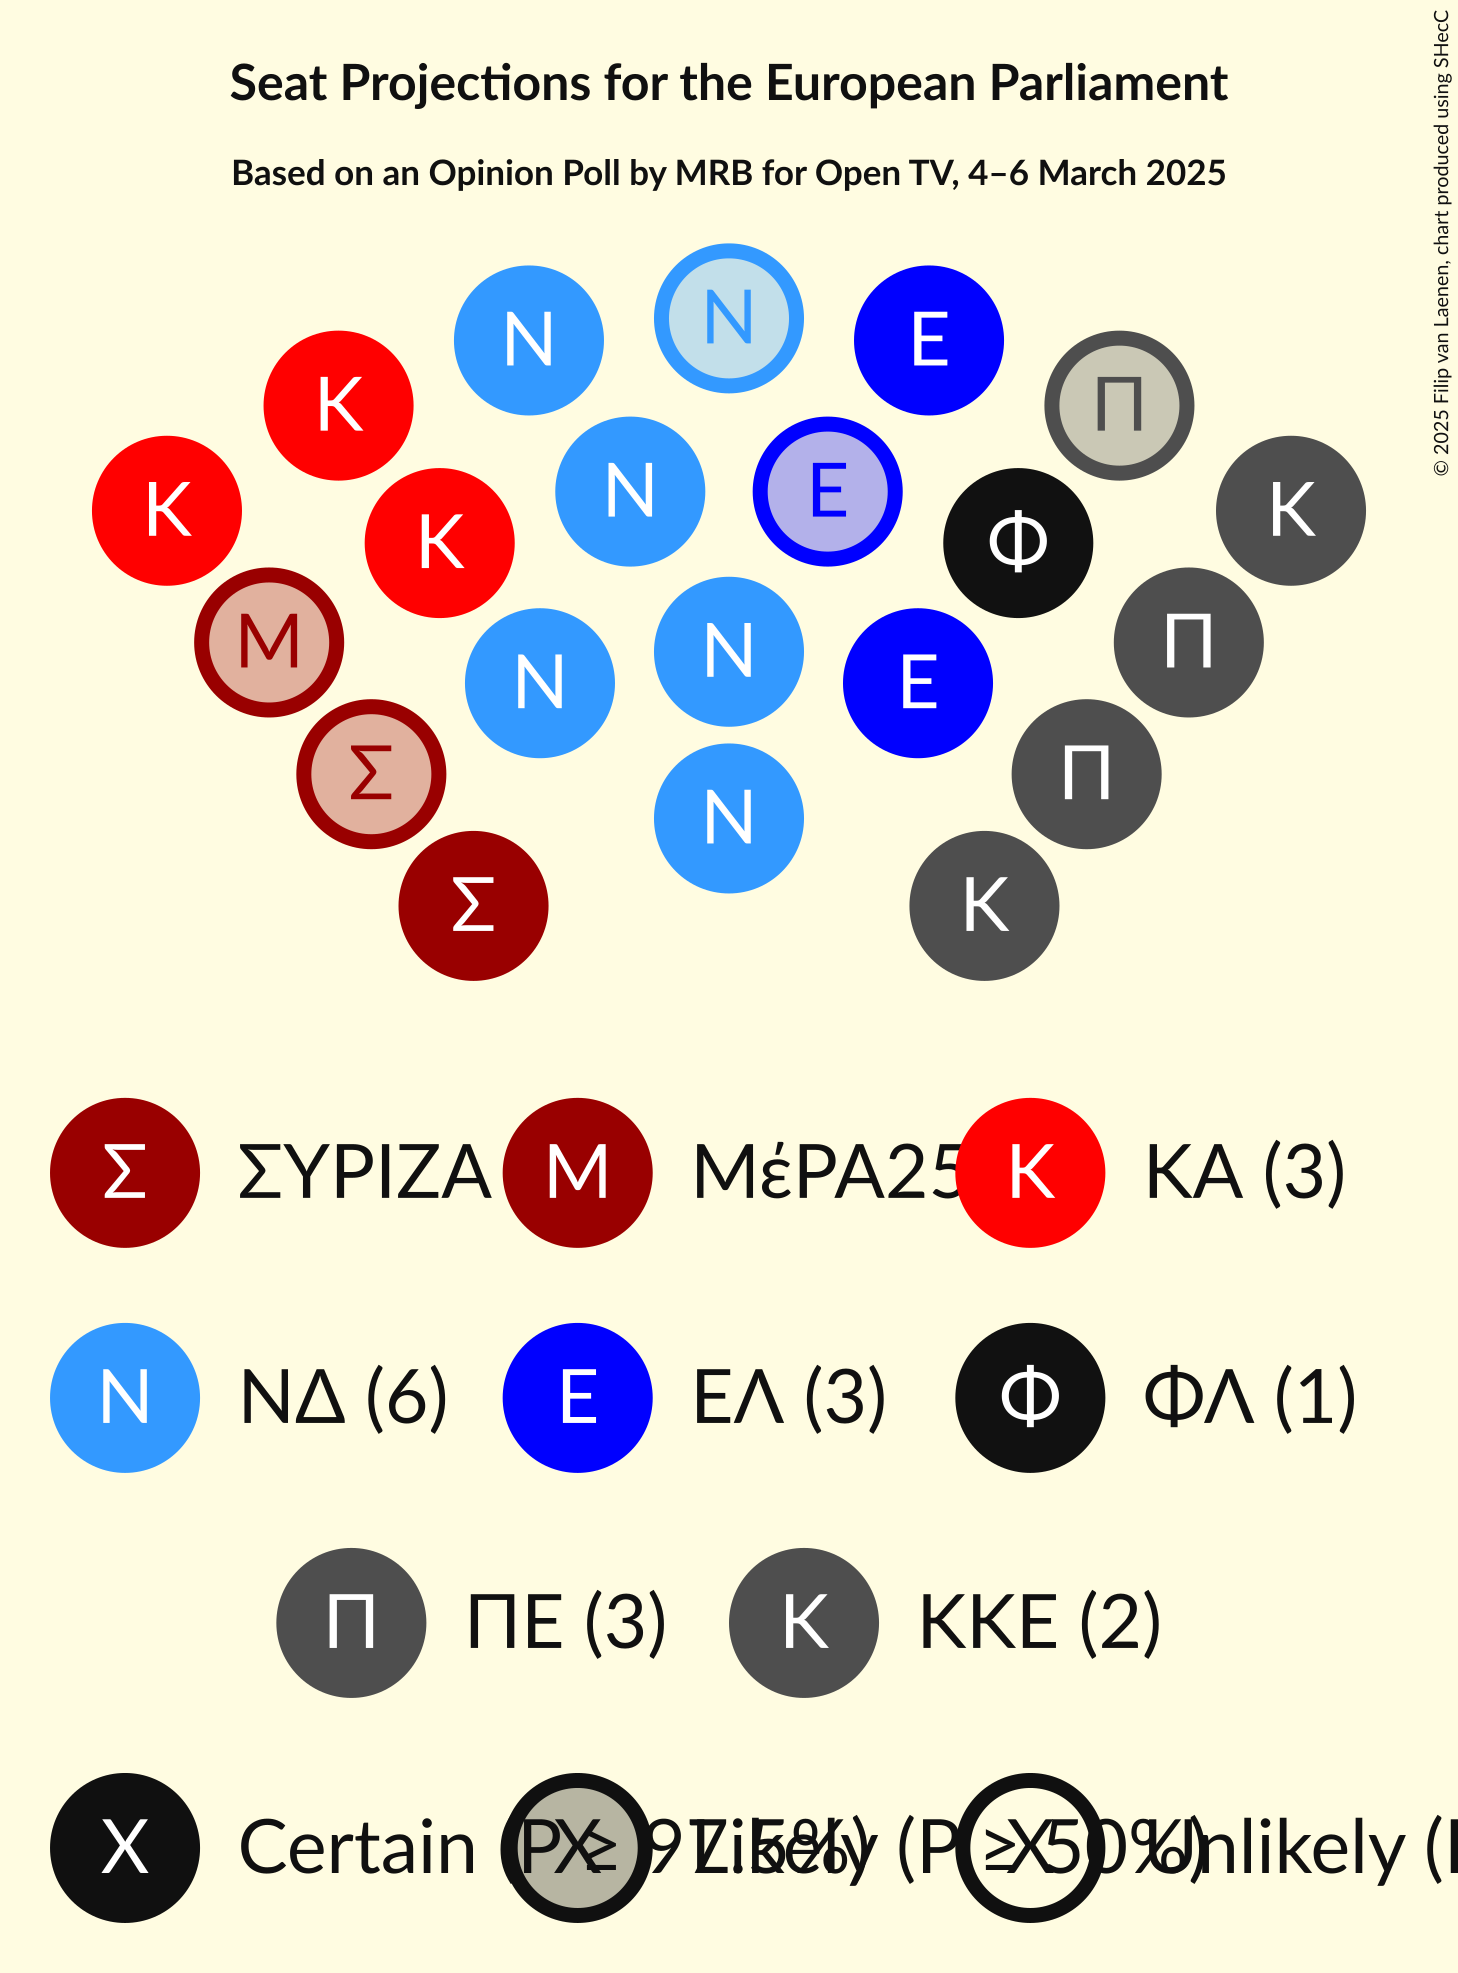 Seat Projections for the European Parliament
Based on an Opinion Poll by MRB for Open TV, 4–6 March 2025
© 2025 Filip van Laenen, chart produced using SHecC
Ν
Ν Ε
Κ Π
Κ Ν Ε Κ
Κ Φ
Μ Ν Π
Ν Ε
Σ Ν Π
Σ Κ
Σ ΣΥΡΙΖΑ Μ ΜέΡΑ25 Κ ΚΑ (3)
Ν ΝΔ (6) Ε ΕΛ (3) Φ ΦΛ (1)
Π ΠΕ (3) Κ ΚΚΕ (2)
X Certain (P ≥ 97.5%) X Likely (P ≥ 50%) X Unlikely (